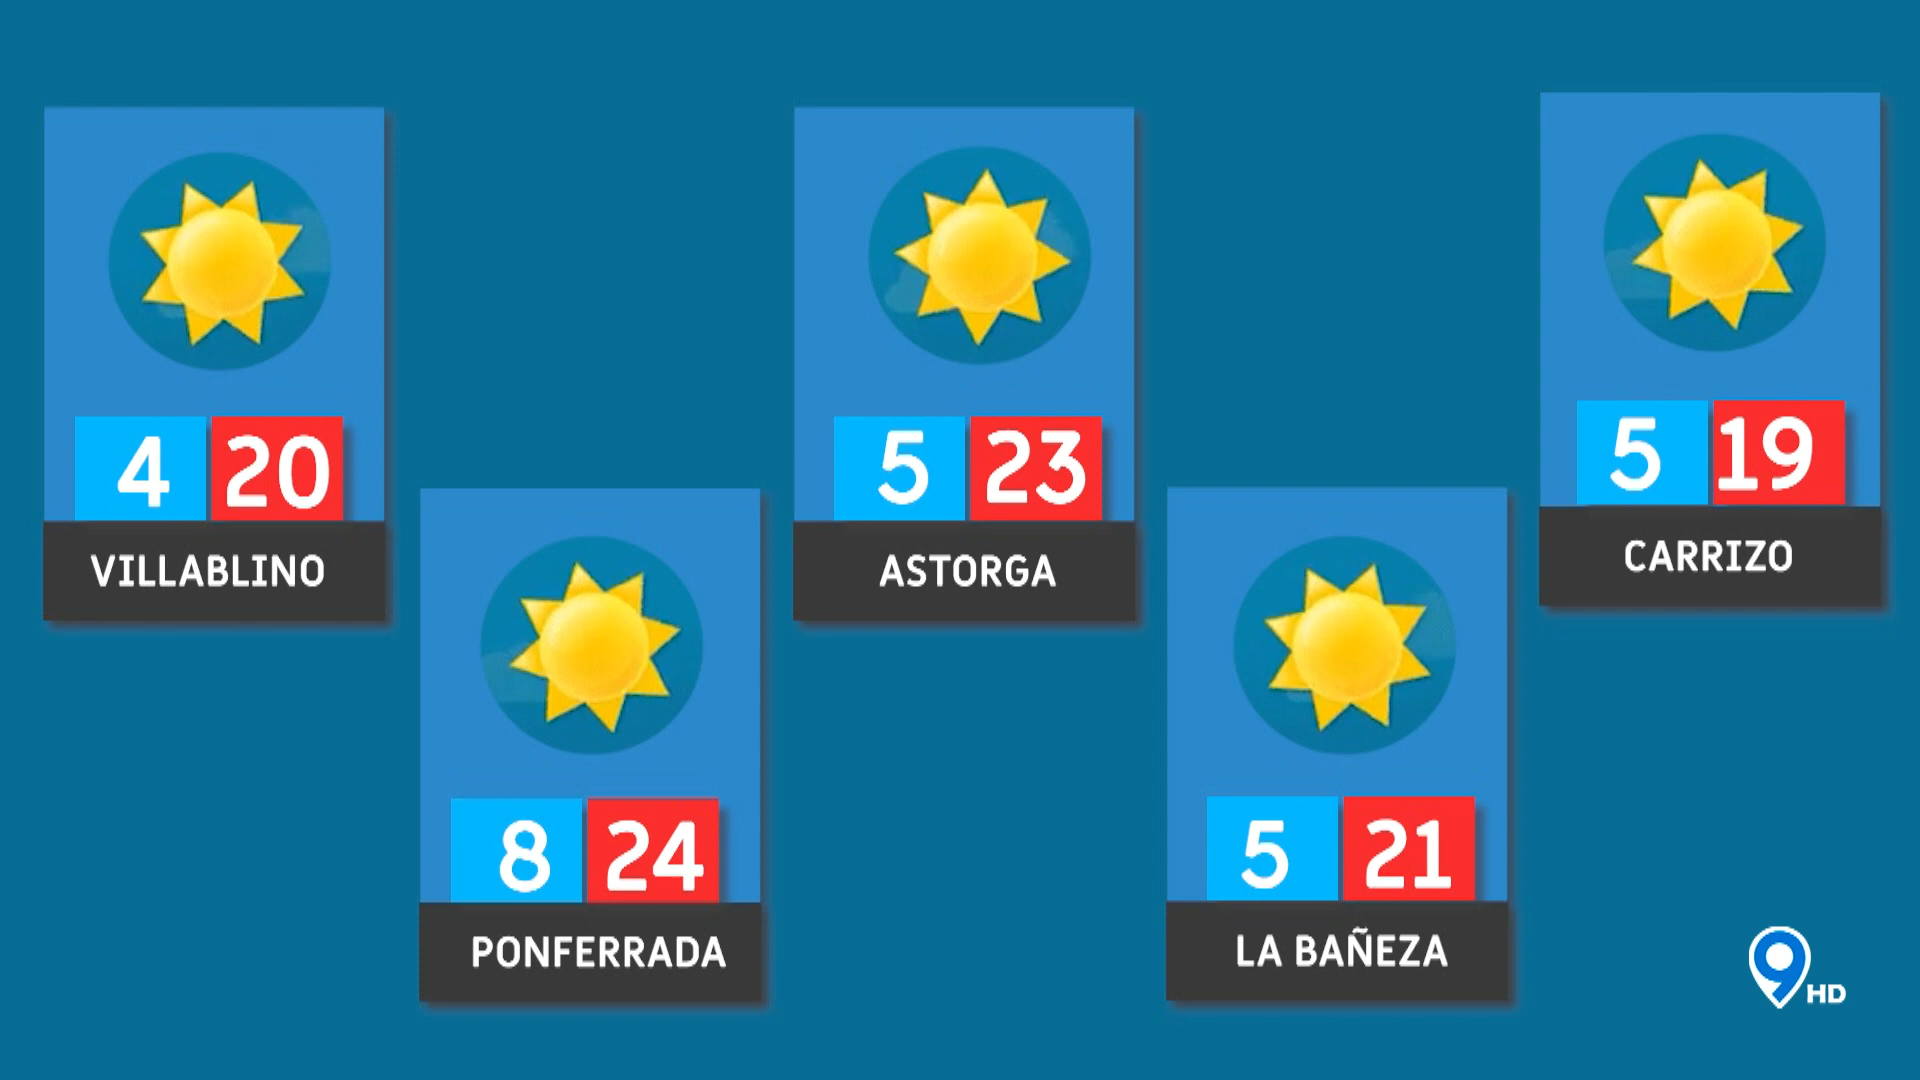 4 20
VILLABLINO
8 24
PONFERRADA
5 23
ASTORGA
5 21
LA BAÑEZA
5 19
CARRIZO
9 HD